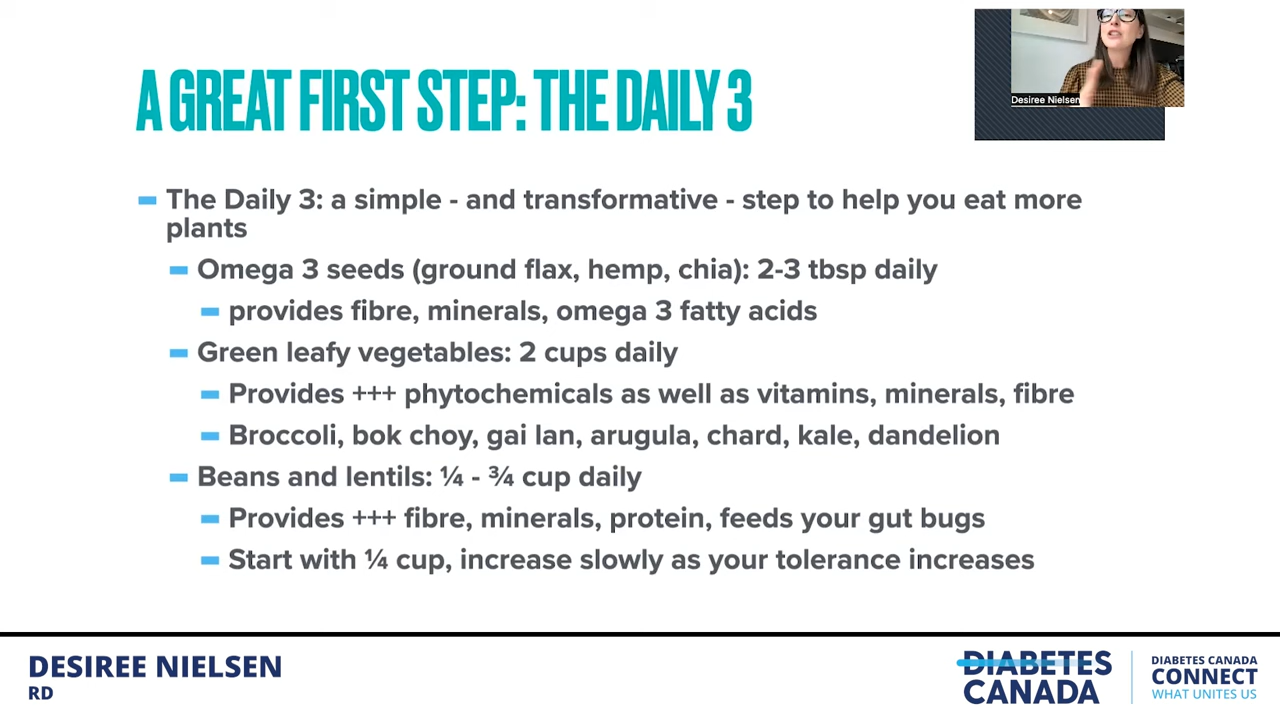 Desiree Nielsen
A GREAT FIRST STEP: THE DAILY 3
The Daily 3: a simple - and transformative - step to help you eat more
plants
Omega 3 seeds (ground flax, hemp, chia): 2-3 tbsp daily
provides fibre, minerals, omega 3 fatty acids
Green leafy vegetables: 2 cups daily
Provides +++ phytochemicals as well as vitamins, minerals, fibre
Broccoli, bok choy, gai lan, arugula, chard, kale, dandelion
Beans and lentils: ¼ - ¾ cup daily
Provides +++ fibre, minerals, protein, feeds your gut bugs
Start with ¼ cup, increase slowly as your tolerance increases
DESIREE NIELSEN
RD
DIABETES
CANADA
DIABETES CANADA
CONNECT
WHAT UNITES US